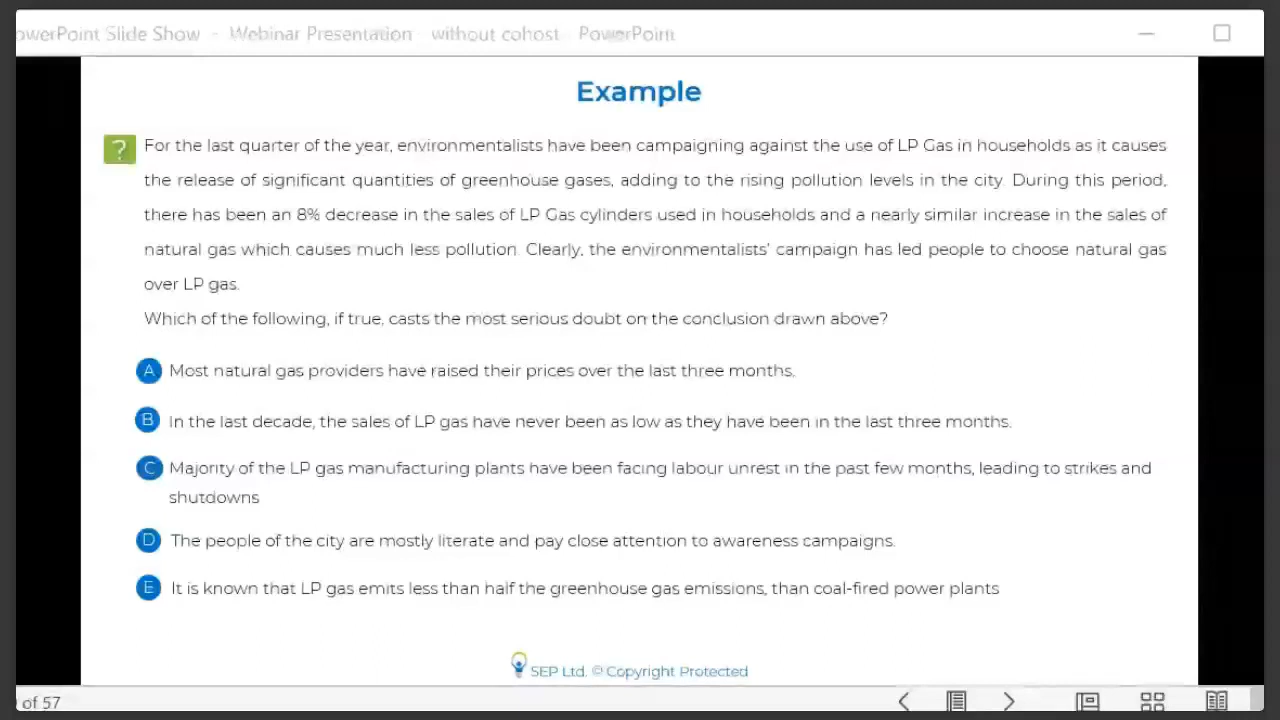 owerPoint Slide Show - Webinar Presentation without cohost PowerPoint
Example
? For the last quarter of the year, environmentalists have been campaigning against the use of LP Gas in households as it causes
the release of significant quantities of greenhouse gases, adding to the rising pollution levels in the city. During this period,
there has been an 8% decrease in the sales of LP Gas cylinders used in households and a nearly similar increase in the sales of
natural gas which causes much less pollution. Clearly, the environmentalists' campaign has led people to choose natural gas
over LP gas.
Which of the following, if true, casts the most serious doubt on the conclusion drawn above?
A Most natural gas providers have raised their prices over the last three months.
B In the last decade, the sales of LP gas have never been as low as they have been in the last three months.
C Majority of the LP gas manufacturing plants have been facing labour unrest in the past few months, leading to strikes and
shutdowns
D The people of the city are mostly literate and pay close attention to awareness campaigns.
E It is known that LP gas emits less than half the greenhouse gas emissions, than coal-fired power plants
SEP Ltd. © Copyright Protected
of 57